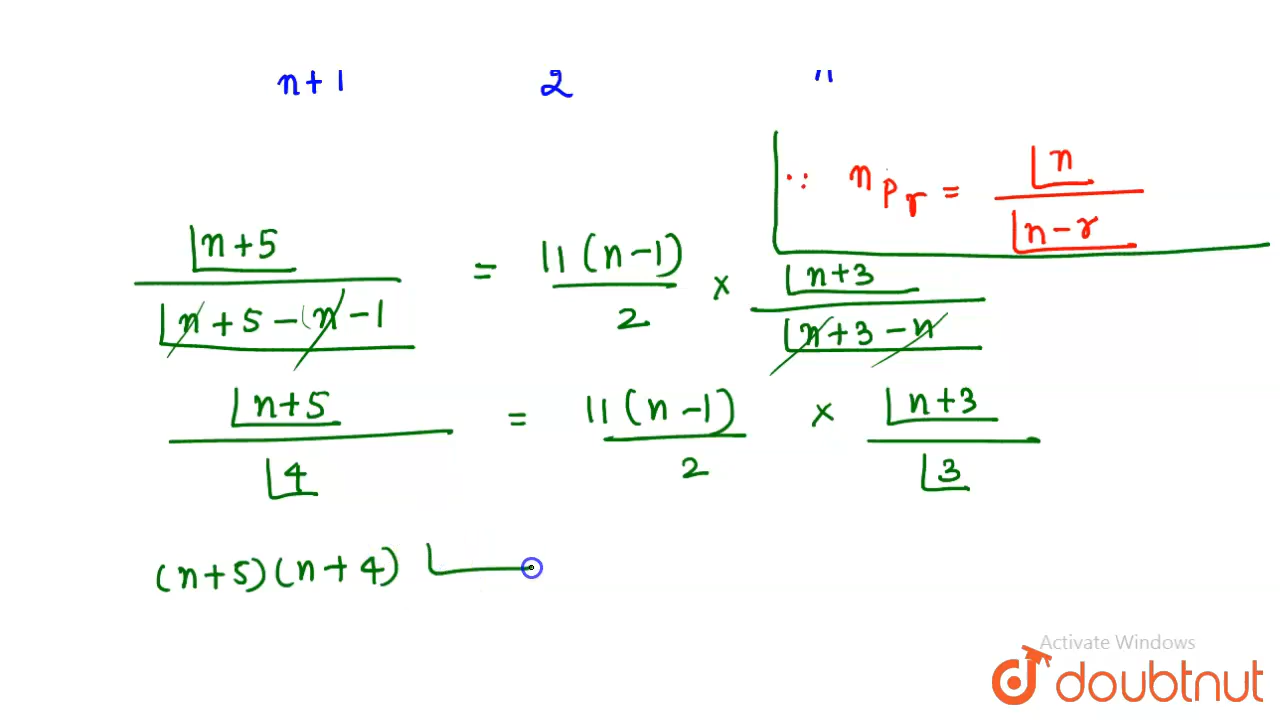 n+1 2 n
∵ nPr = ⌊n / ⌊n-r
⌊n+5 / ⌊n+5-(n-1 = 11(n-1) / 2 × ⌊n+3 / ⌊n+3-n
⌊n+5 / ⌊4 = 11(n-1) / 2 × ⌊n+3 / ⌊3
(n+5)(n+4) ⌊
Activate Windows
doubtnut